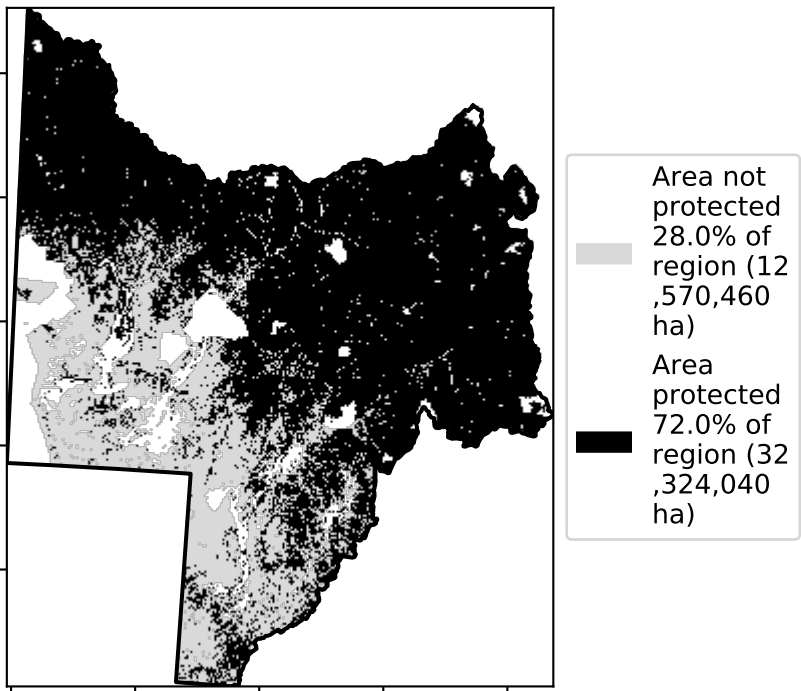 Area not
protected
28.0% of
region (12
,570,460
ha)
Area
protected
72.0% of
region (32
,324,040
ha)